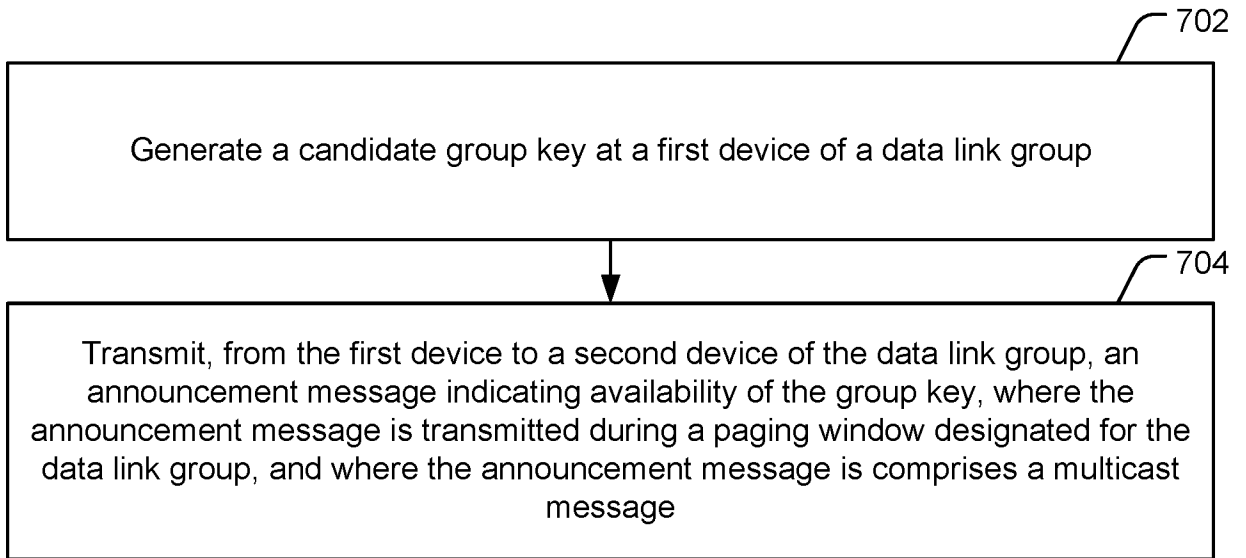 702
Generate a candidate group key at a first device of a data link group
704
Transmit, from the first device to a second device of the data link group, an
announcement message indicating availability of the group key, where the
announcement message is transmitted during a paging window designated for the
data link group, and where the announcement message is comprises a multicast
message